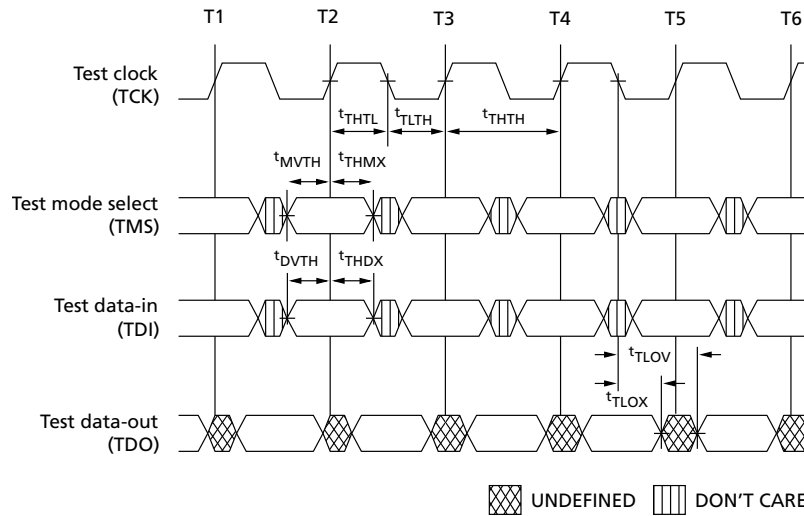 T1 T2 T3 T4 T5 T6
Test clock
(TCK)
tTHTL tTLTH tTHTH
tMVTH tTHMX
Test mode select
(TMS)
tDVTH tTHDX
Test data-in
(TDI)
tTLOV
tTLOX
Test data-out
(TDO)
UNDEFINED DON'T CARE